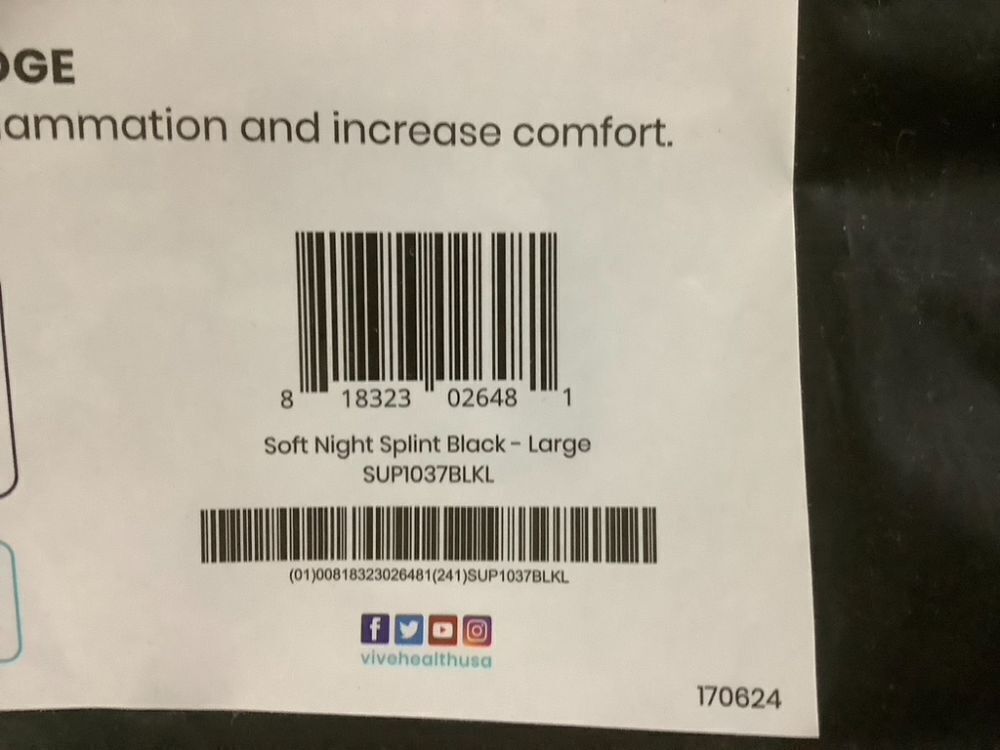 DGE
ammation and increase comfort.
8 18323 02648 1
Soft Night Splint Black - Large
SUP1037BLKL
(01)00818323026481(241)SUP1037BLKL
vivehealthusa
170624